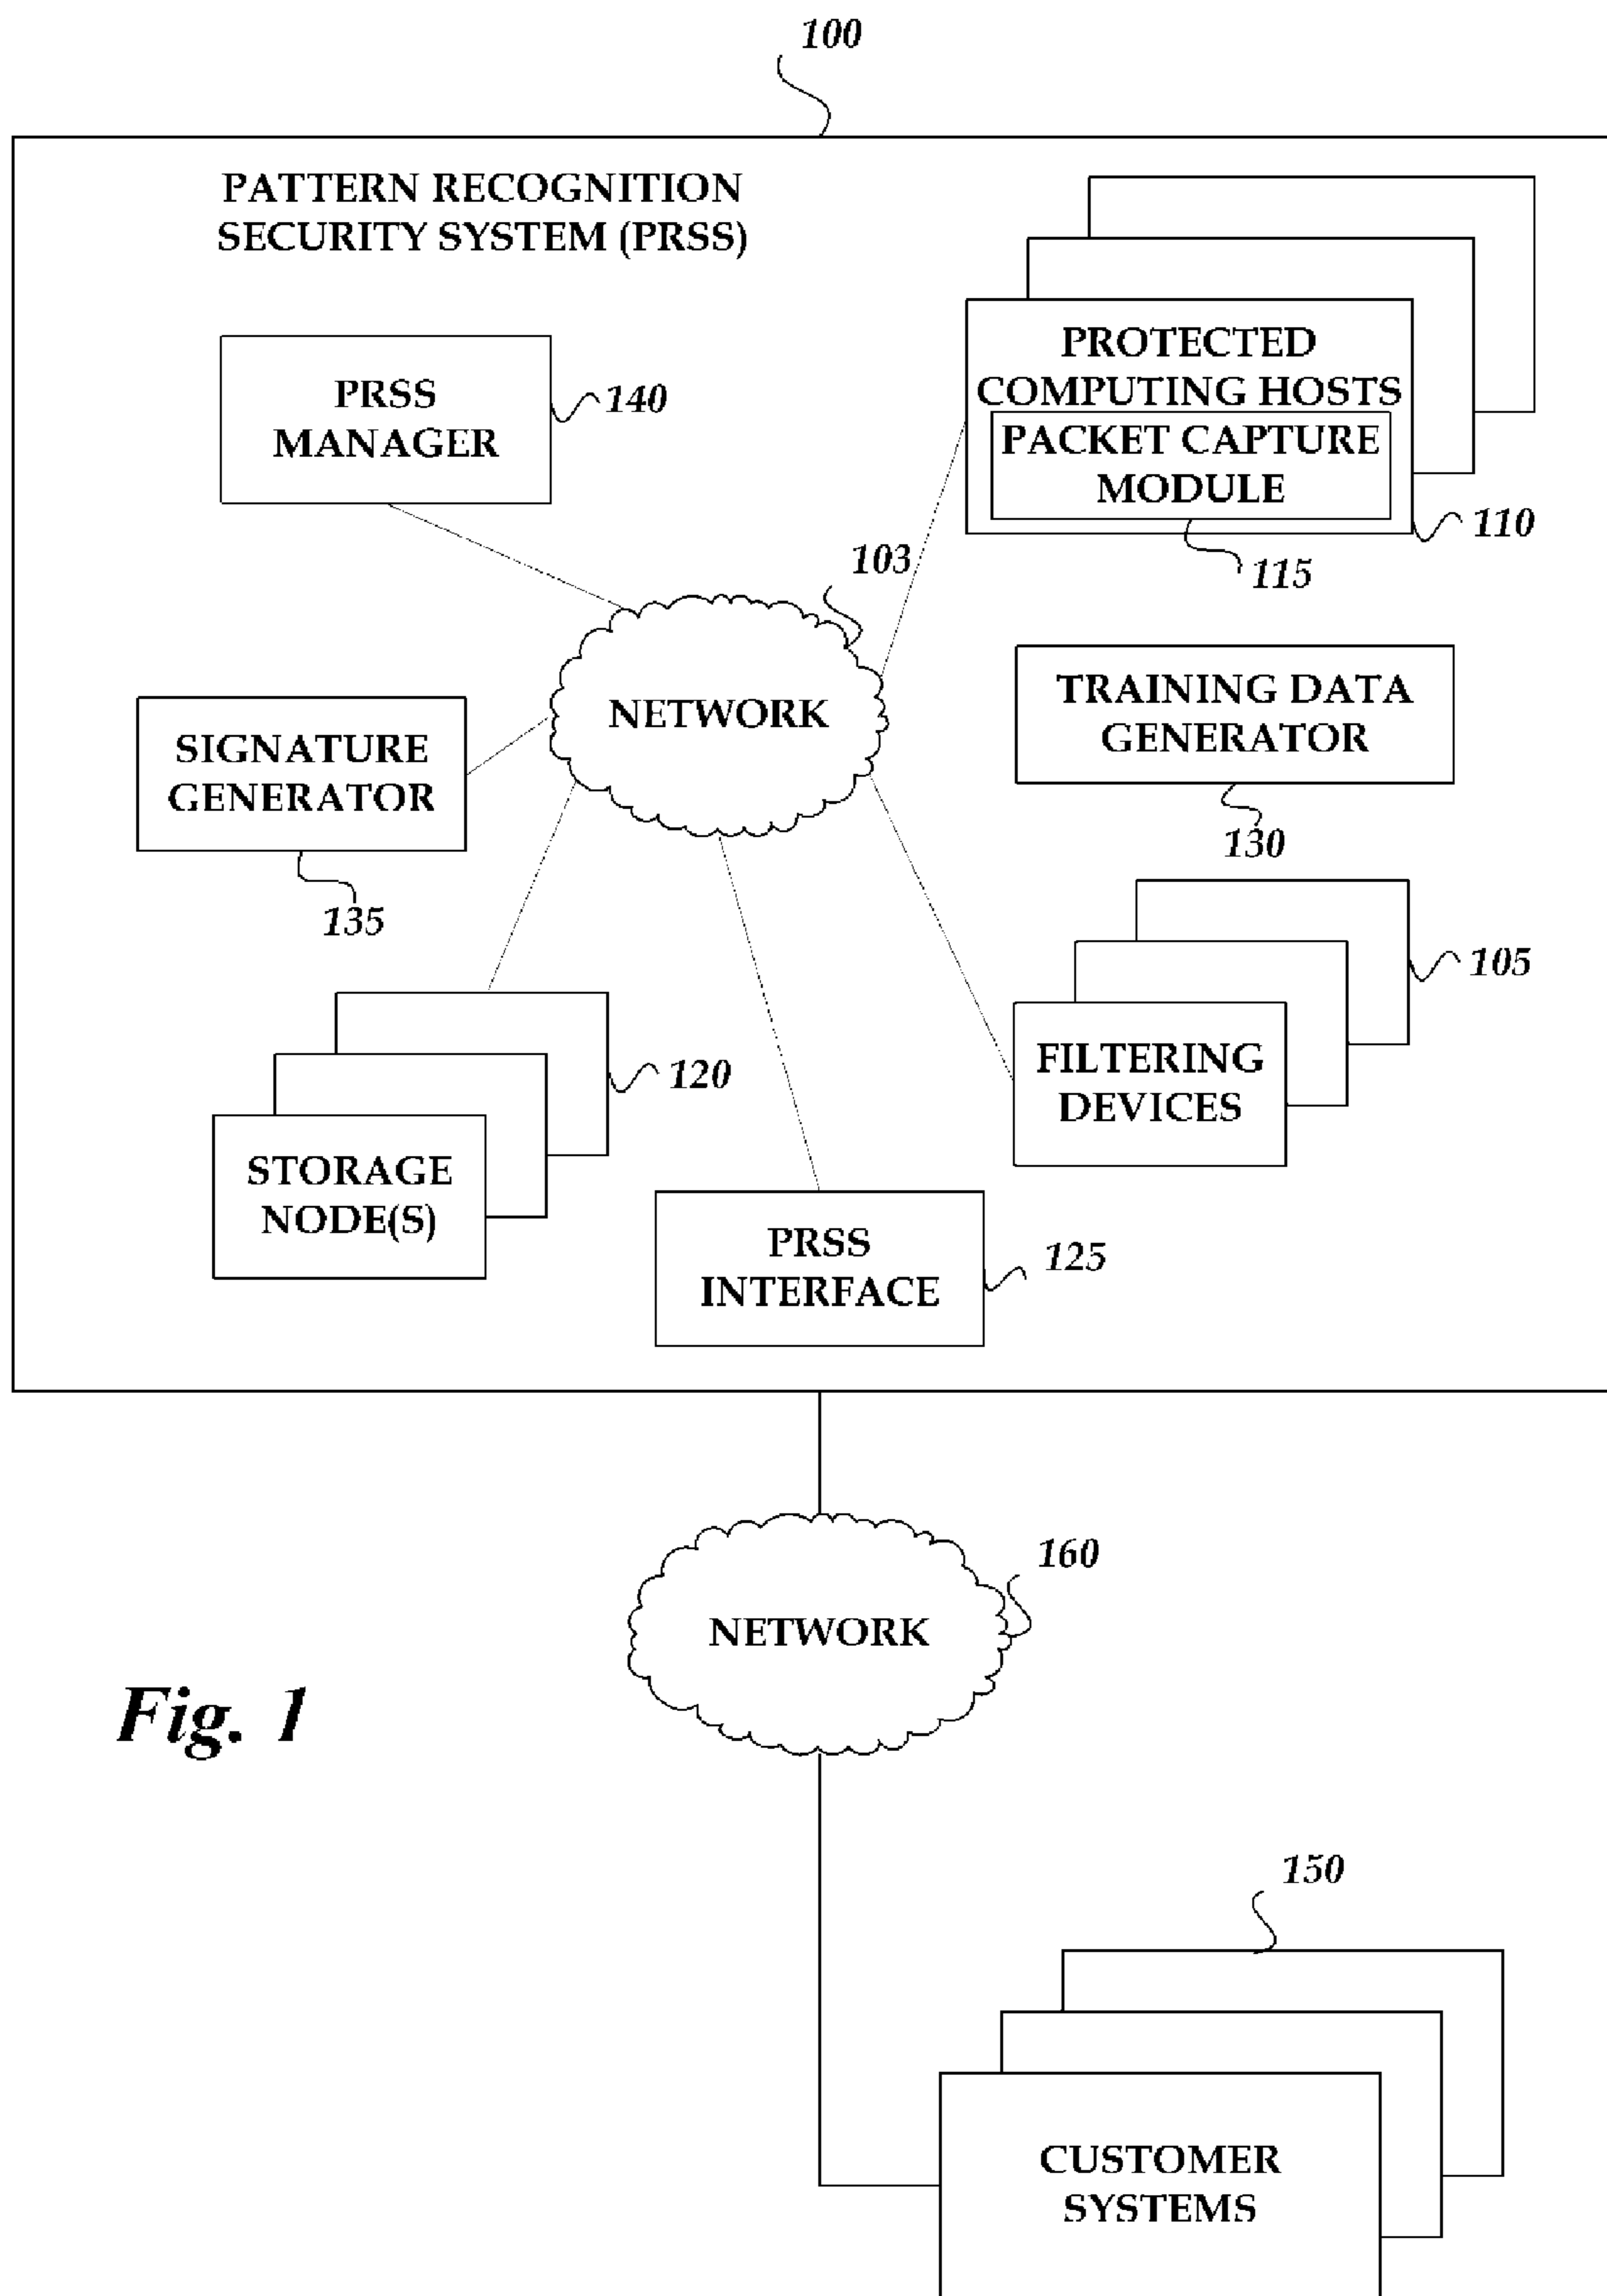 100
PATTERN RECOGNITION
SECURITY SYSTEM (PRSS)
PRSS
MANAGER
140
PROTECTED
COMPUTING HOSTS
PACKET CAPTURE
MODULE
110
115
103
NETWORK
TRAINING DATA
GENERATOR
130
SIGNATURE
GENERATOR
135
105
FILTERING
DEVICES
120
STORAGE
NODE(S)
PRSS
INTERFACE
125
160
NETWORK
Fig. 1
150
CUSTOMER
SYSTEMS